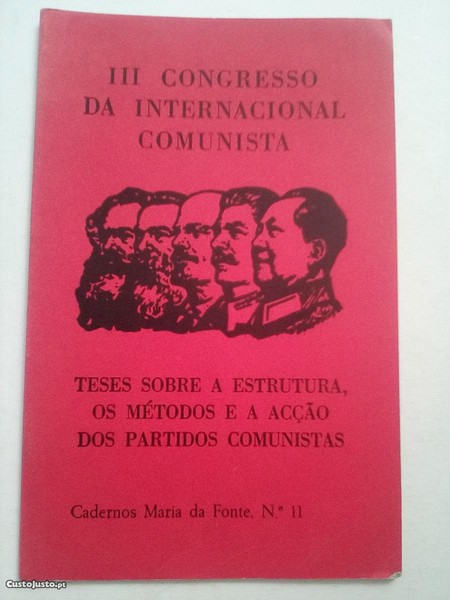 III CONGRESSO
DA INTERNACIONAL
COMUNISTA
TESES SOBRE A ESTRUTURA,
OS MÉTODOS E A ACÇÃO
DOS PARTIDOS COMUNISTAS
Cadernos Maria da Fonte, N.º 11
CustoJusto.pt